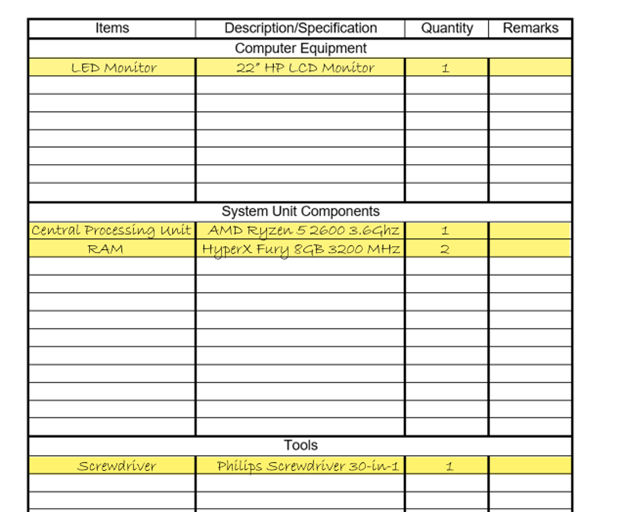 Items Description/Specification Quantity Remarks
Computer Equipment
LED Monitor 22" HP LCD Monitor 1
System Unit Components
Central Processing Unit AMD Ryzen 5 2600 3.6Ghz 1
RAM HyperX Fury 8GB 3200 MHz 2
Tools
Screwdriver Philips Screwdriver 30-in-1 1